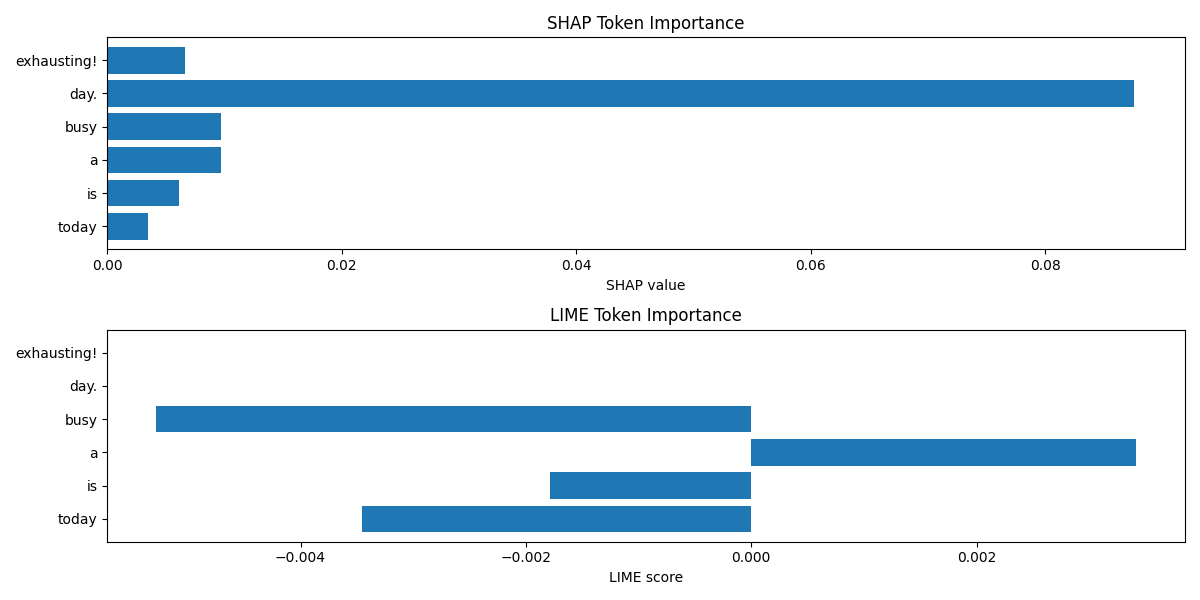 SHAP Token Importance
exhausting!
day.
busy
a
is
today
0.00 0.02 0.04 0.06 0.08
SHAP value
LIME Token Importance
exhausting!
day.
busy
a
is
today
−0.004 −0.002 0.000 0.002
LIME score